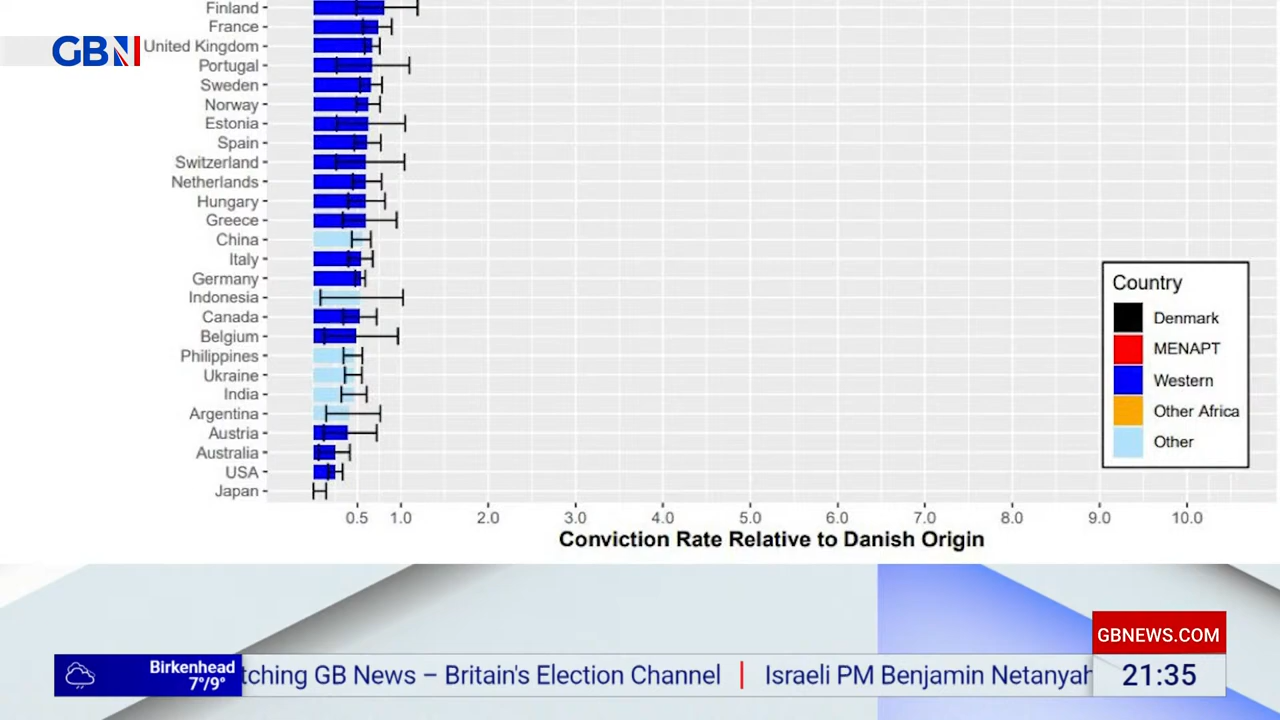 Finland
France
GBN
United Kingdom
Portugal
Sweden
Norway
Estonia
Spain
Switzerland
Netherlands
Hungary
Greece
China
Italy
Germany
Indonesia
Canada
Belgium
Philippines
Ukraine
India
Argentina
Austria
Australia
USA
Japan
Country
Denmark
MENAPT
Western
Other Africa
Other
0.5 1.0 2.0 3.0 4.0 5.0 6.0 7.0 8.0 9.0 10.0
Conviction Rate Relative to Danish Origin
GBNEWS.COM
Birkenhead
7°/9°
tching GB News – Britain's Election Channel | Israeli PM Benjamin Netanyah
21:35